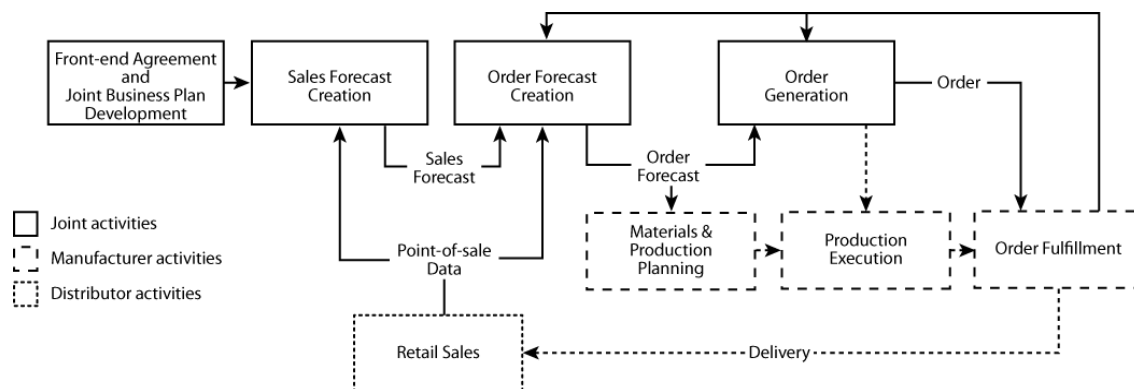 Front-end Agreement
and
Joint Business Plan
Development
Sales Forecast
Creation
Order Forecast
Creation
Order
Generation
Order
Sales
Forecast
Order
Forecast
Joint activities
Manufacturer activities
Distributor activities
Point-of-sale
Data
Materials &
Production
Planning
Production
Execution
Order Fulfillment
Retail Sales
Delivery